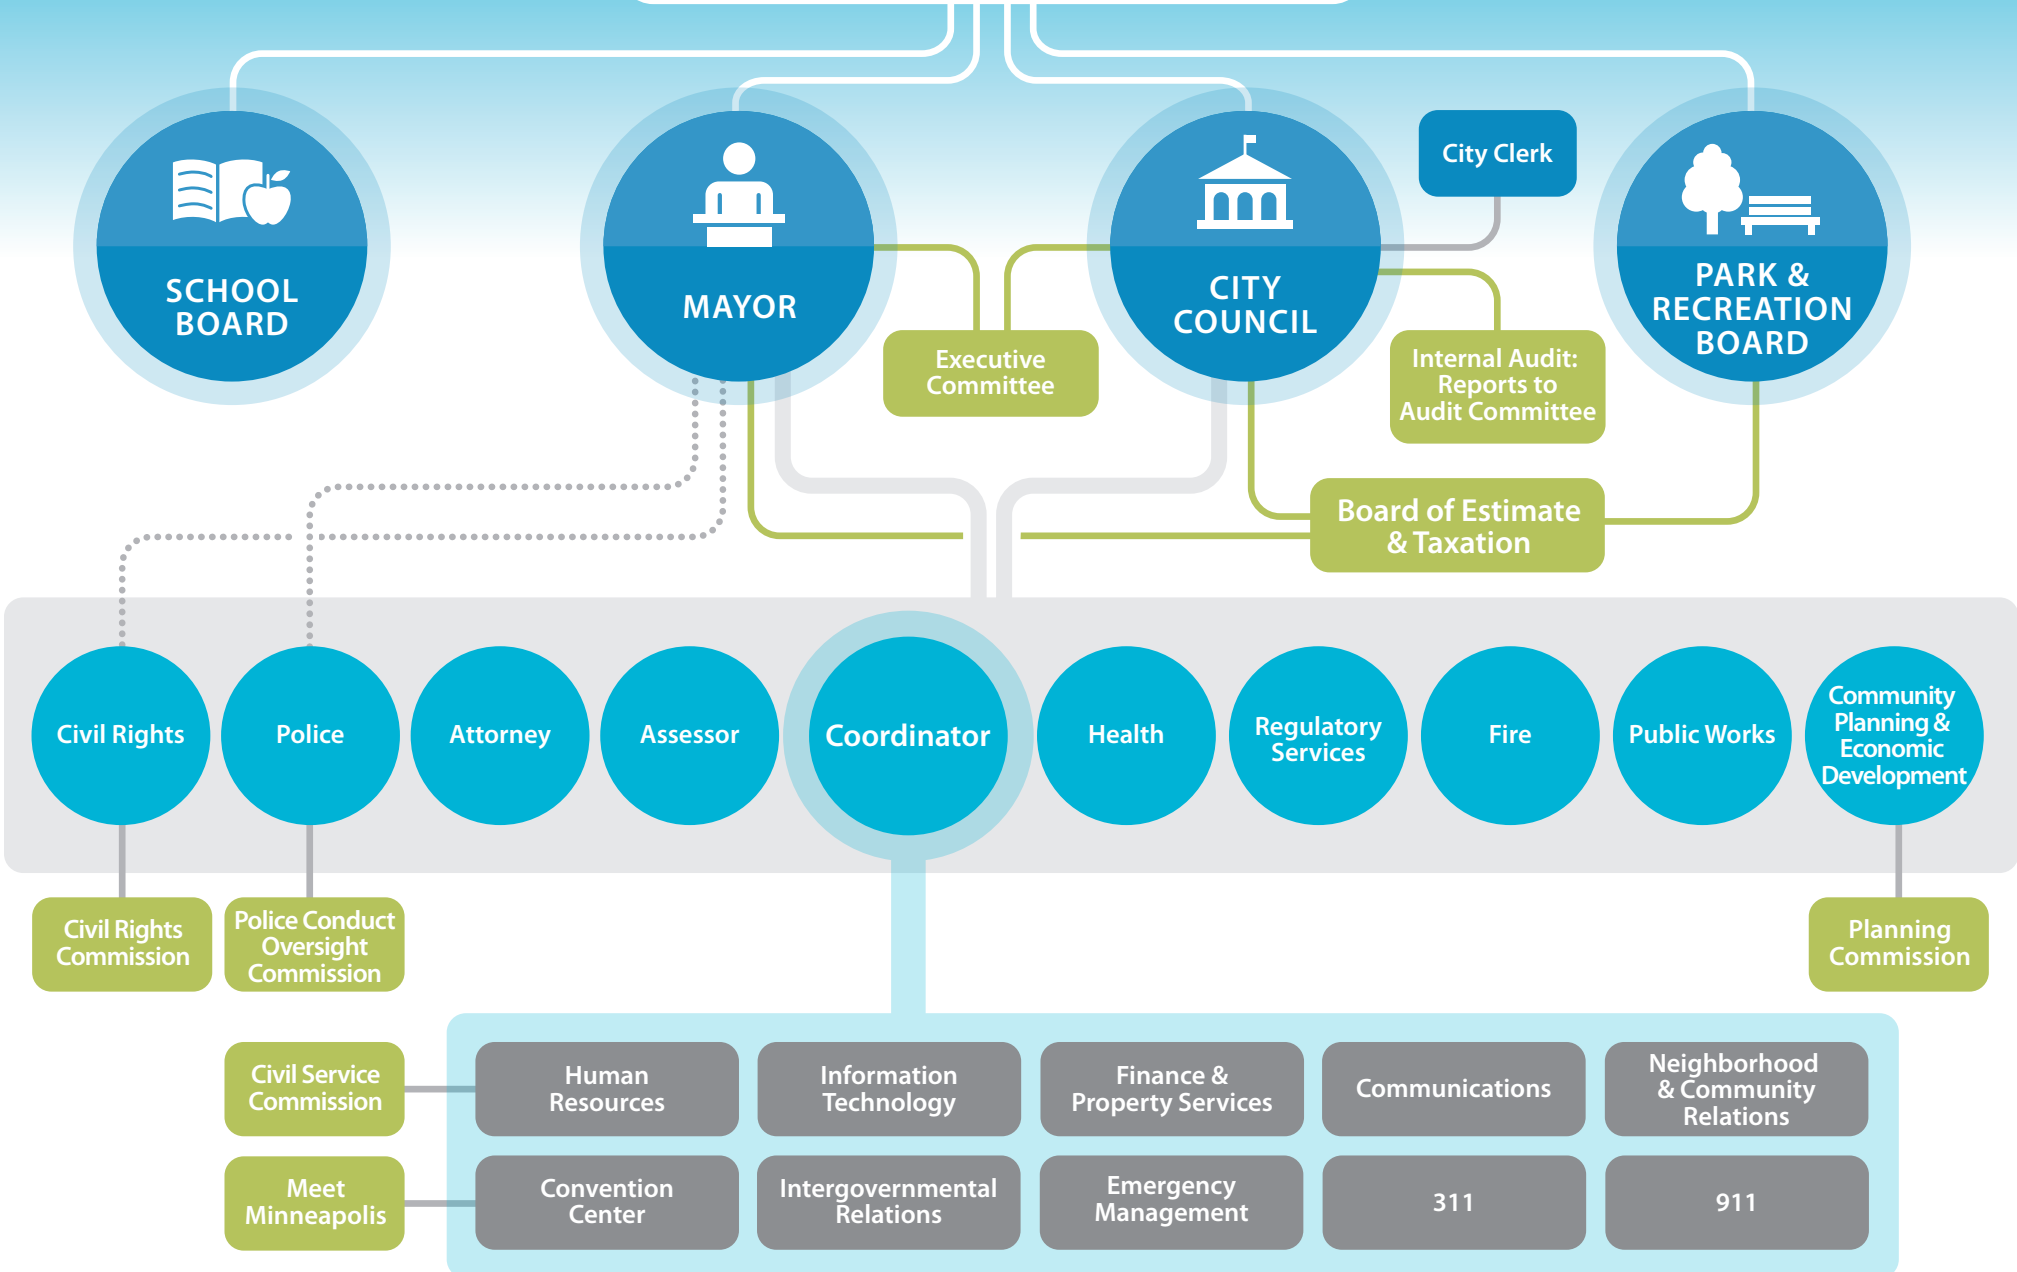 City Clerk
SCHOOL
BOARD
MAYOR
CITY
COUNCIL
PARK &
RECREATION
BOARD
Executive
Committee
Internal Audit:
Reports to
Audit Committee
Board of Estimate
& Taxation
Civil Rights
Police
Attorney
Assessor
Coordinator
Health
Regulatory
Services
Fire
Public Works
Community
Planning &
Economic
Development
Civil Rights
Commission
Police Conduct
Oversight
Commission
Planning
Commission
Civil Service
Commission
Human
Resources
Information
Technology
Finance &
Property Services
Communications
Neighborhood
& Community
Relations
Meet
Minneapolis
Convention
Center
Intergovernmental
Relations
Emergency
Management
311
911